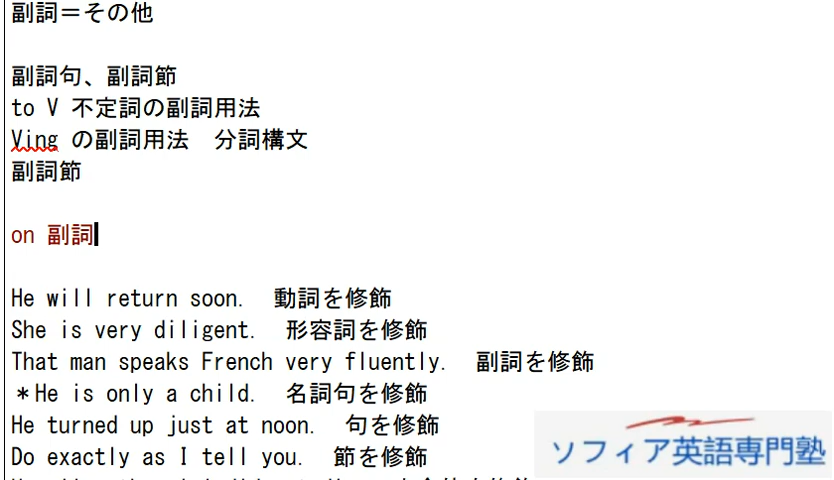 副詞＝その他
副詞句、副詞節
to V 不定詞の副詞用法
Ving の副詞用法　分詞構文
副詞節
on 副詞
He will return soon.　動詞を修飾
She is very diligent.　形容詞を修飾
That man speaks French very fluently.　副詞を修飾
＊He is only a child.　名詞句を修飾
He turned up just at noon.　句を修飾
Do exactly as I tell you.　節を修飾
ソフィア英語専門塾